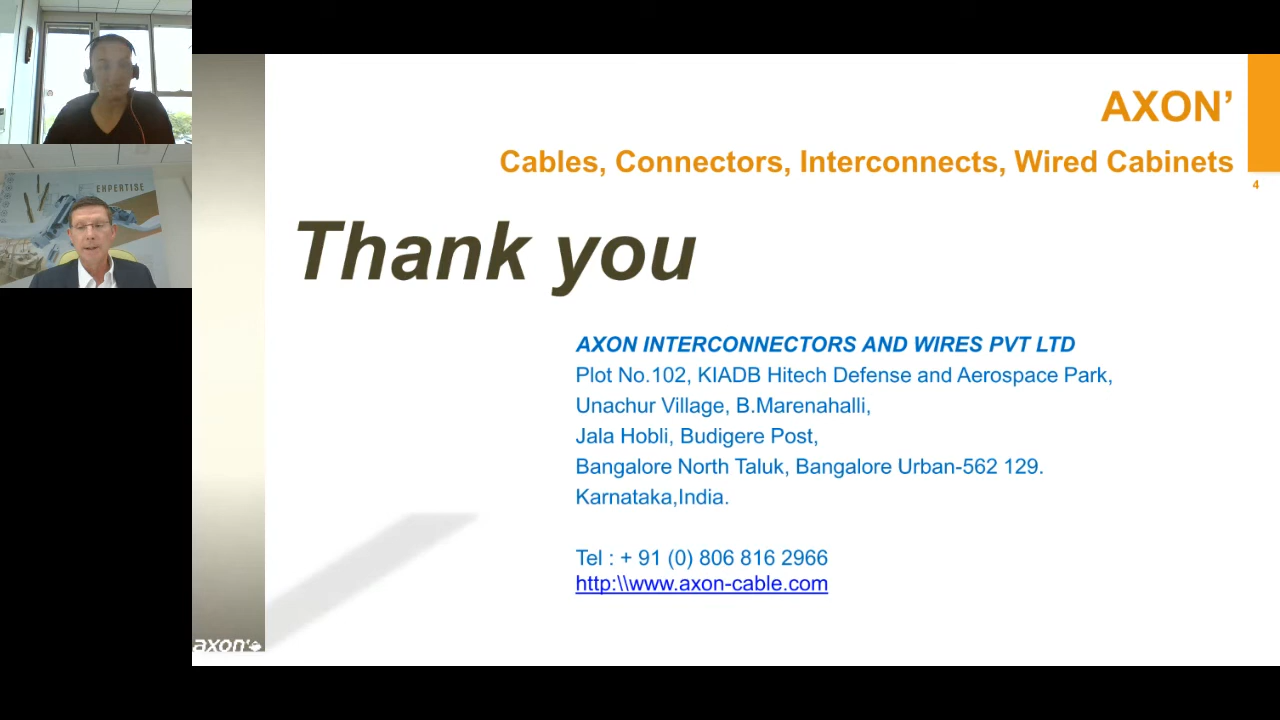 EXPERTISE
AXON’
Cables, Connectors, Interconnects, Wired Cabinets
4
Thank you
AXON INTERCONNECTORS AND WIRES PVT LTD
Plot No.102, KIADB Hitech Defense and Aerospace Park,
Unachur Village, B.Marenahalli,
Jala Hobli, Budigere Post,
Bangalore North Taluk, Bangalore Urban-562 129.
Karnataka,India.
Tel : + 91 (0) 806 816 2966
http:\\www.axon-cable.com
axon’